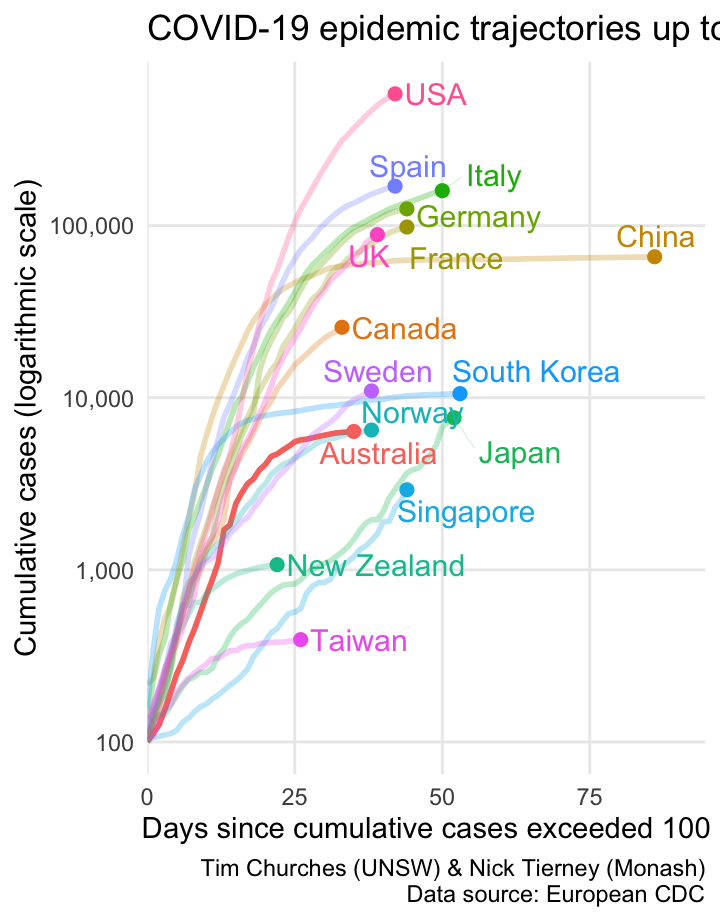 COVID-19 epidemic trajectories up to
Cumulative cases (logarithmic scale)
100,000
10,000
1,000
100
USA
Spain
Italy
Germany
China
UK
France
Canada
Sweden
South Korea
Norway
Australia
Japan
Singapore
New Zealand
Taiwan
0 25 50 75
Days since cumulative cases exceeded 100
Tim Churches (UNSW) & Nick Tierney (Monash)
Data source: European CDC